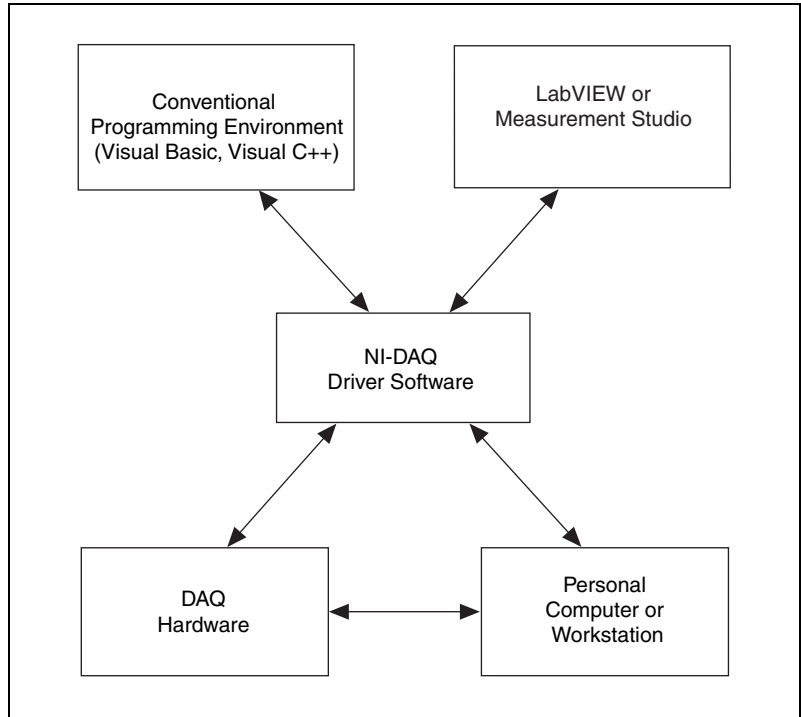 Conventional
Programming Environment
(Visual Basic, Visual C++)
LabVIEW or
Measurement Studio
NI-DAQ
Driver Software
DAQ
Hardware
Personal
Computer or
Workstation